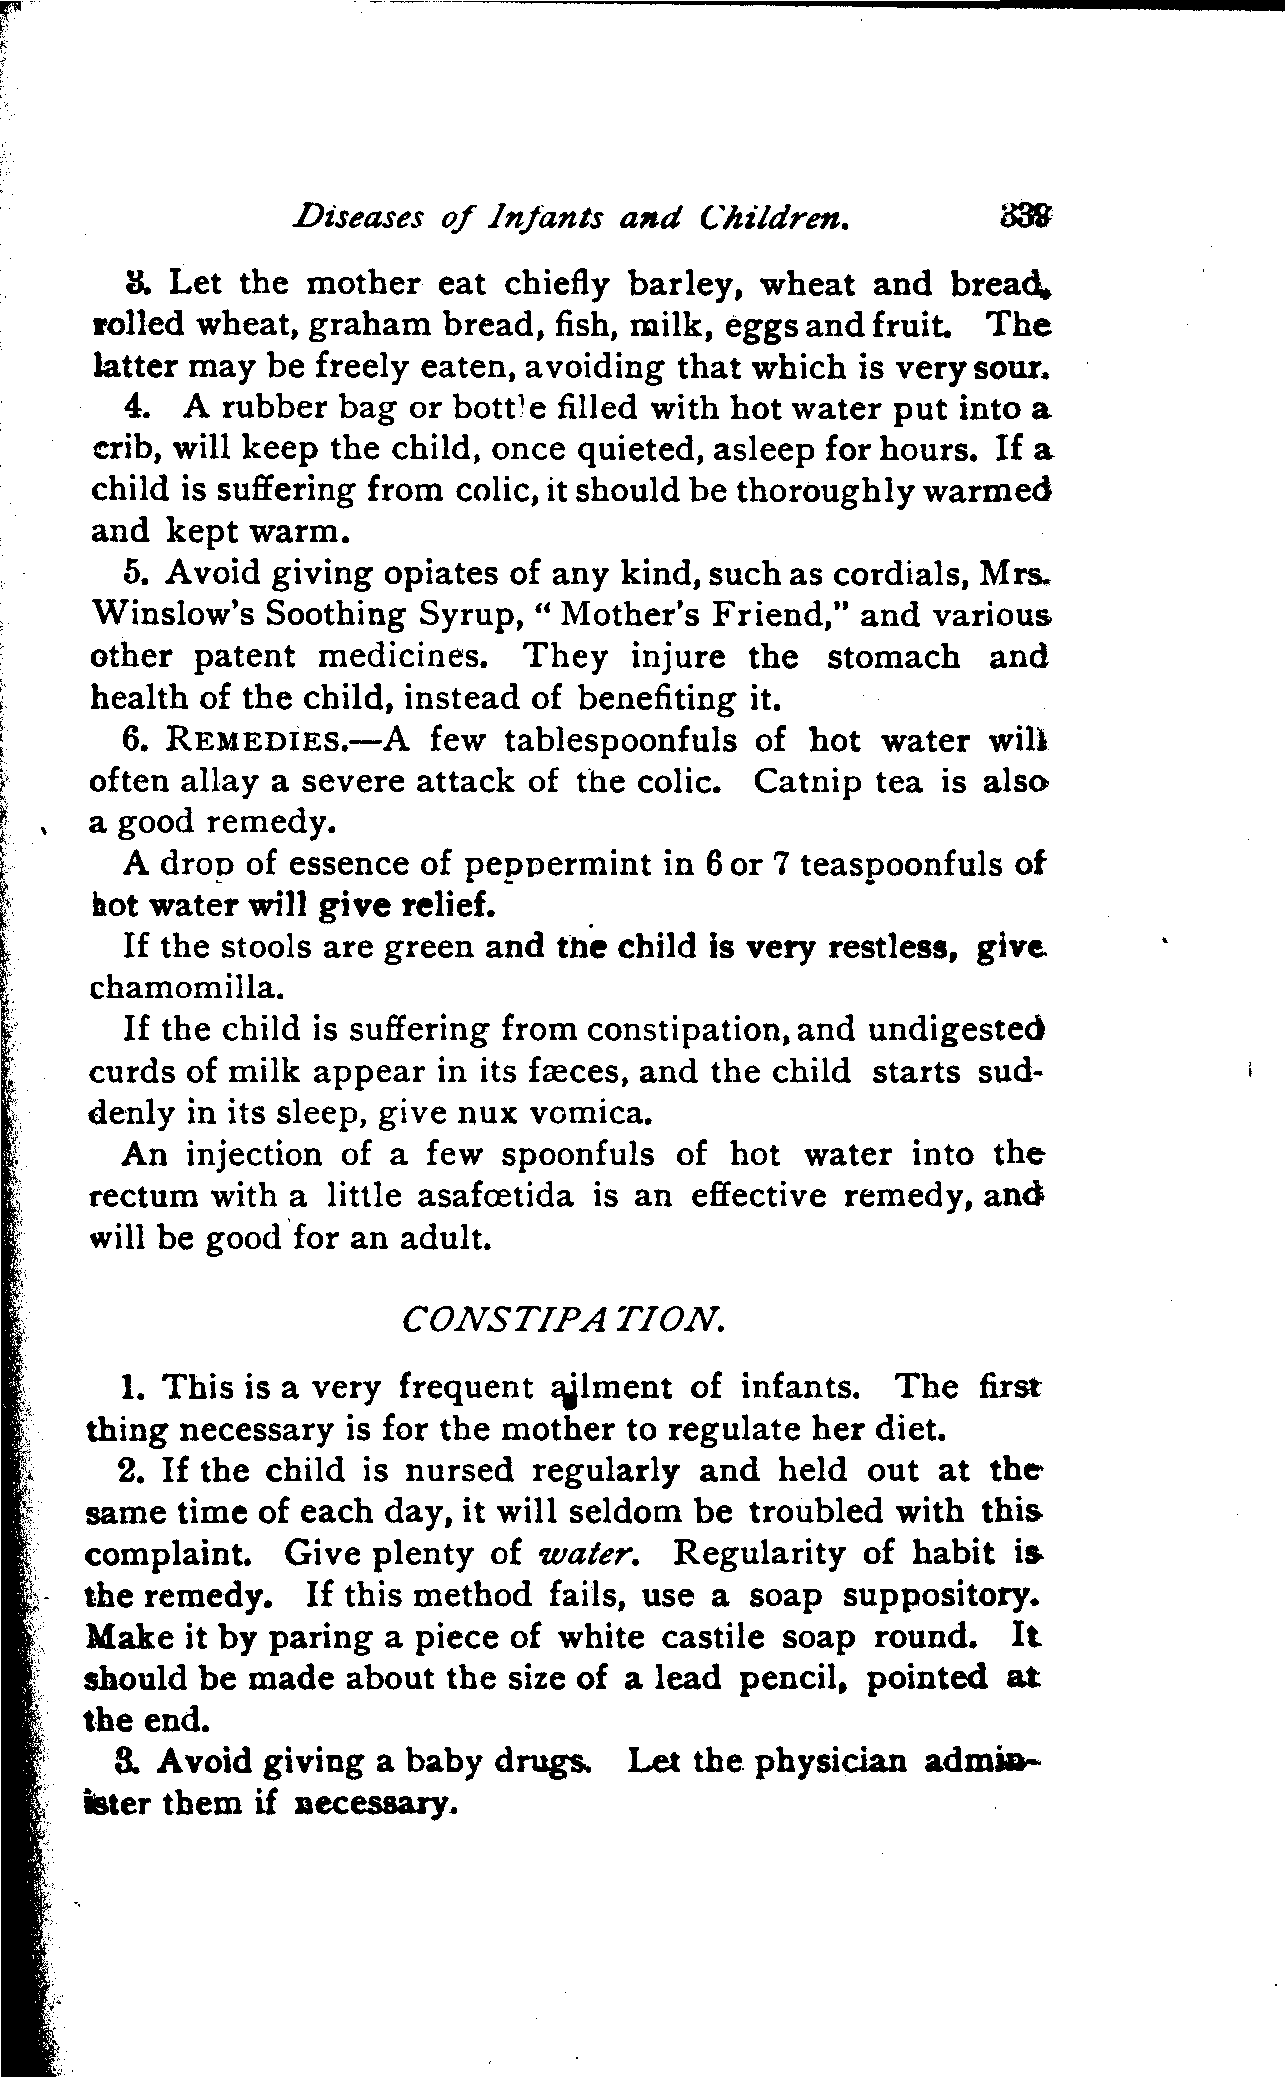 Diseases of Infants and Children. 339
3. Let the mother eat chiefly barley, wheat and bread,
rolled wheat, graham bread, fish, milk, eggs and fruit. The
latter may be freely eaten, avoiding that which is very sour.
4. A rubber bag or bottle filled with hot water put into a
crib, will keep the child, once quieted, asleep for hours. If a
child is suffering from colic, it should be thoroughly warmed
and kept warm.
5. Avoid giving opiates of any kind, such as cordials, Mrs.
Winslow's Soothing Syrup, "Mother's Friend," and various
other patent medicines. They injure the stomach and
health of the child, instead of benefiting it.
6. REMEDIES.—A few tablespoonfuls of hot water will
often allay a severe attack of the colic. Catnip tea is also
a good remedy.
A drop of essence of peppermint in 6 or 7 teaspoonfuls of
hot water will give relief.
If the stools are green and the child is very restless, give
chamomilla.
If the child is suffering from constipation, and undigested
curds of milk appear in its fæces, and the child starts sud-
denly in its sleep, give nux vomica.
An injection of a few spoonfuls of hot water into the
rectum with a little asafœtida is an effective remedy, and
will be good for an adult.
CONSTIPATION.
1. This is a very frequent ailment of infants. The first
thing necessary is for the mother to regulate her diet.
2. If the child is nursed regularly and held out at the
same time of each day, it will seldom be troubled with this
complaint. Give plenty of water. Regularity of habit is
the remedy. If this method fails, use a soap suppository.
Make it by paring a piece of white castile soap round. It
should be made about the size of a lead pencil, pointed at
the end.
3. Avoid giving a baby drugs. Let the physician admin-
ister them if necessary.